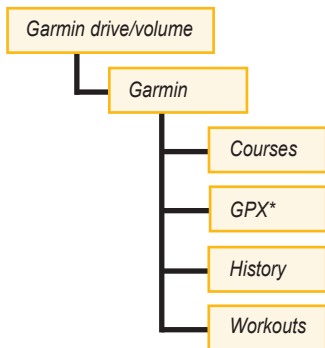 Garmin drive/volume
Garmin
Courses
GPX*
History
Workouts